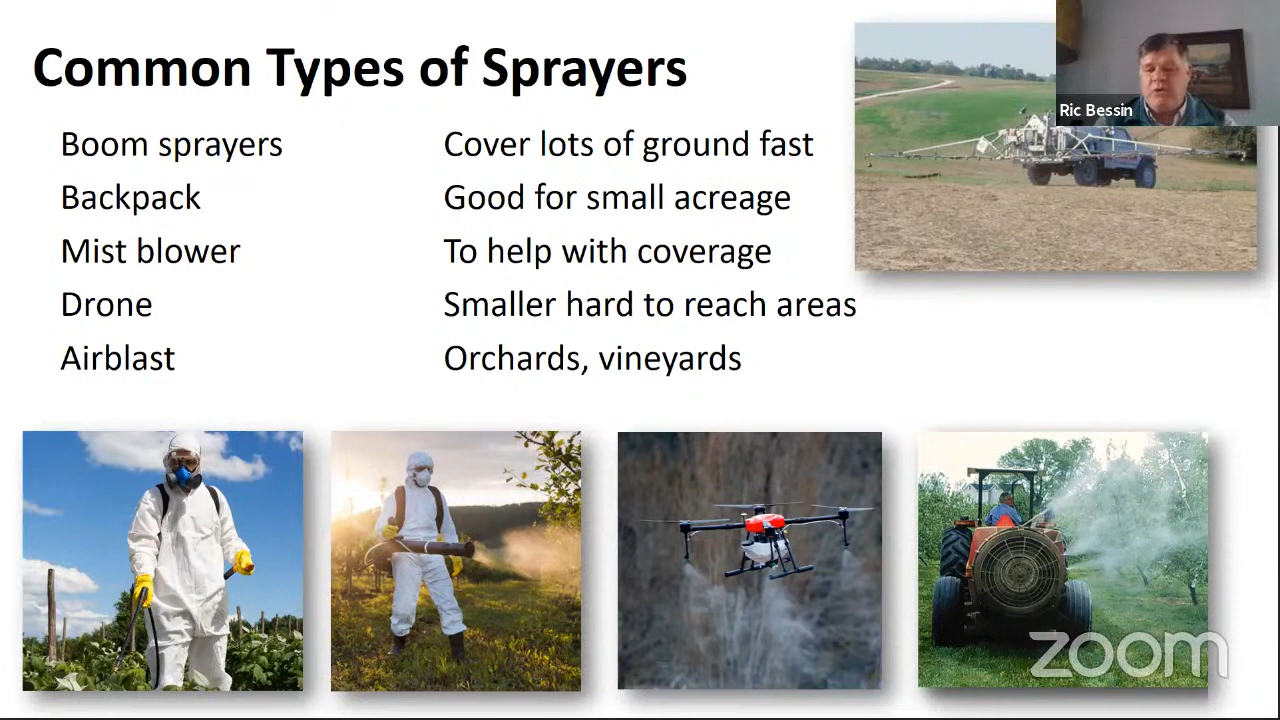 Common Types of Sprayers
Ric Bessin
Boom sprayers Cover lots of ground fast
Backpack Good for small acreage
Mist blower To help with coverage
Drone Smaller hard to reach areas
Airblast Orchards, vineyards
zoom